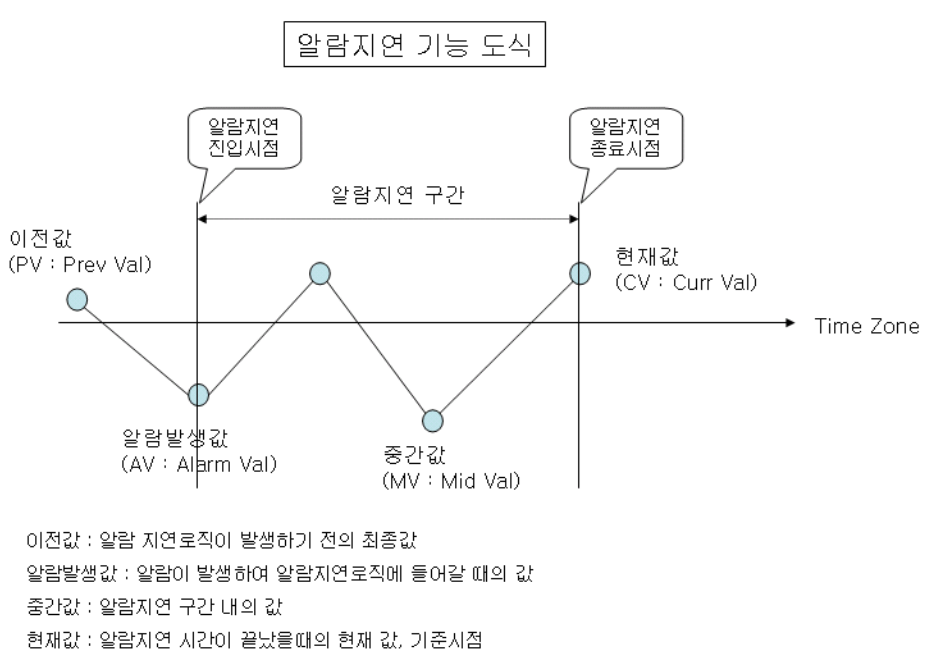 알람지연 기능 도식
알람지연
진입시점
알람지연
종료시점
알람지연 구간
이전값
(PV : Prev Val)
현재값
(CV : Curr Val)
Time Zone
알람발생값
(AV : Alarm Val)
중간값
(MV : Mid Val)
이전값 : 알람 지연로직이 발생하기 전의 최종값
알람발생값 : 알람이 발생하여 알람지연로직에 들어갈 때의 값
중간값 : 알람지연 구간 내의 값
현재값 : 알람지연 시간이 끝났을때의 현재 값, 기준시점